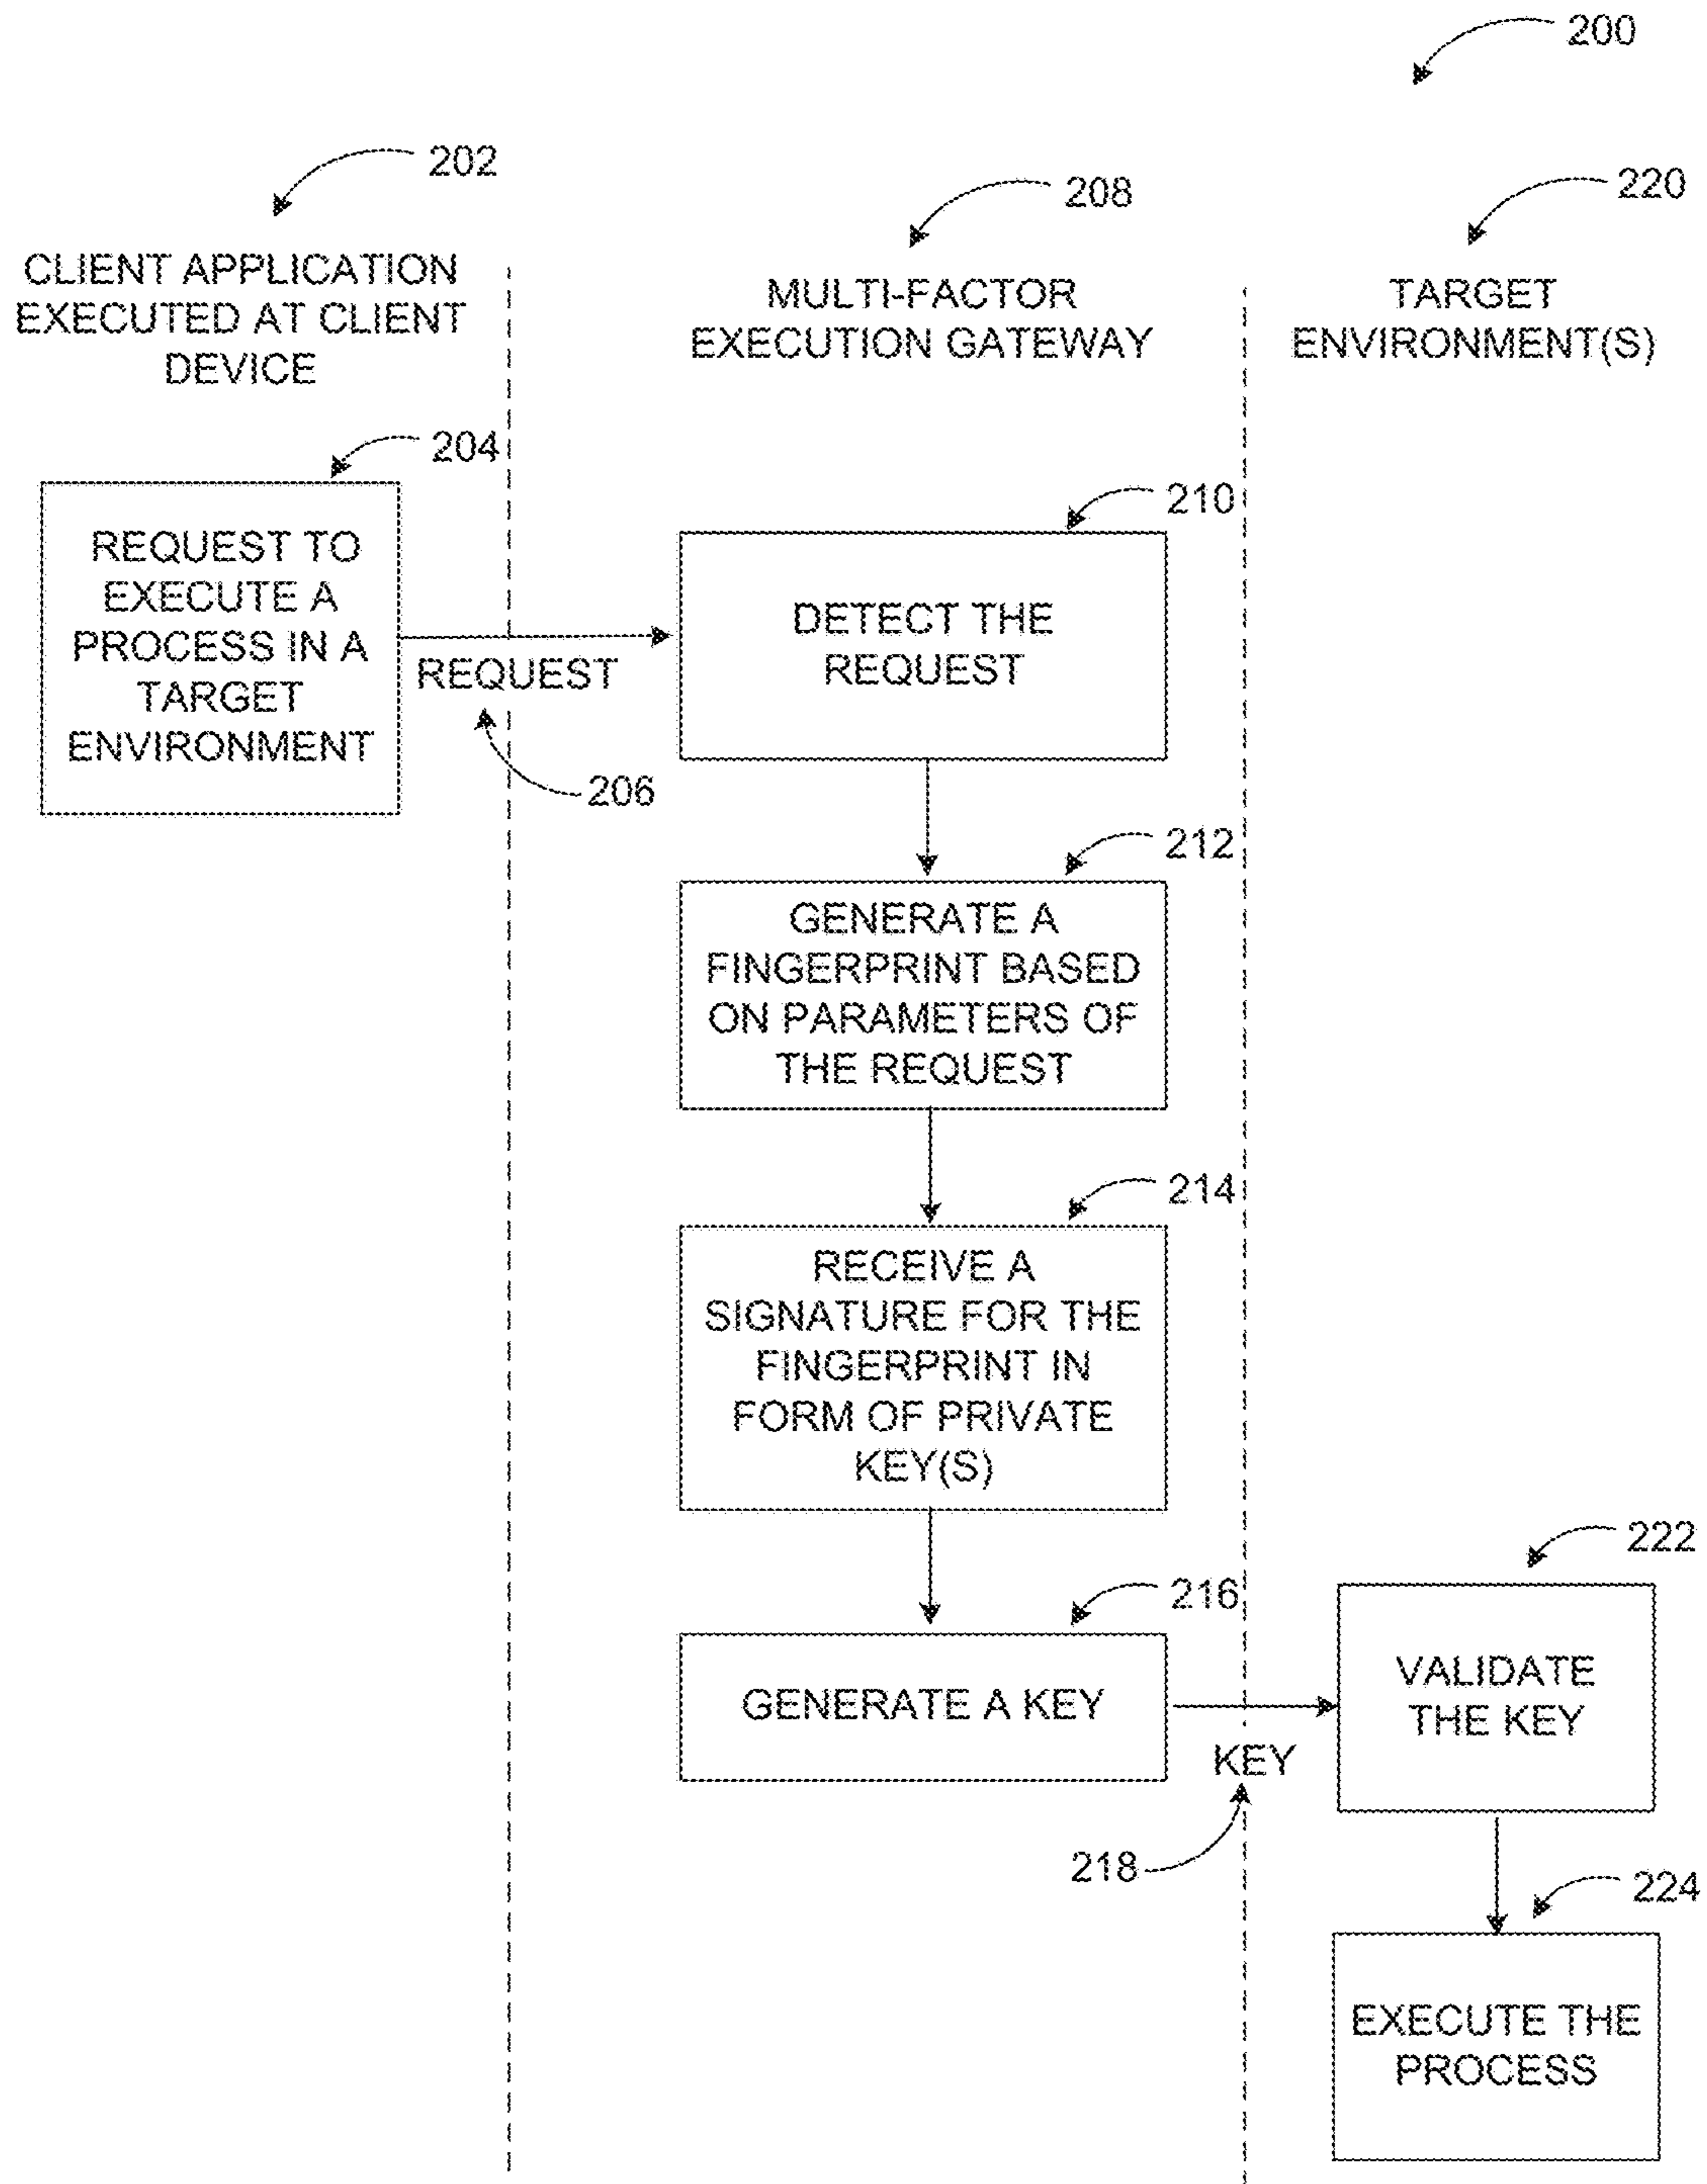 200
202
208
220
CLIENT APPLICATION
EXECUTED AT CLIENT
DEVICE
MULTI-FACTOR
EXECUTION GATEWAY
TARGET
ENVIRONMENT(S)
204
REQUEST TO
EXECUTE A
PROCESS IN A
TARGET
ENVIRONMENT
REQUEST
206
210
DETECT THE
REQUEST
212
GENERATE A
FINGERPRINT BASED
ON PARAMETERS OF
THE REQUEST
214
RECEIVE A
SIGNATURE FOR THE
FINGERPRINT IN
FORM OF PRIVATE
KEY(S)
216
GENERATE A KEY
KEY
218
222
VALIDATE
THE KEY
224
EXECUTE THE
PROCESS